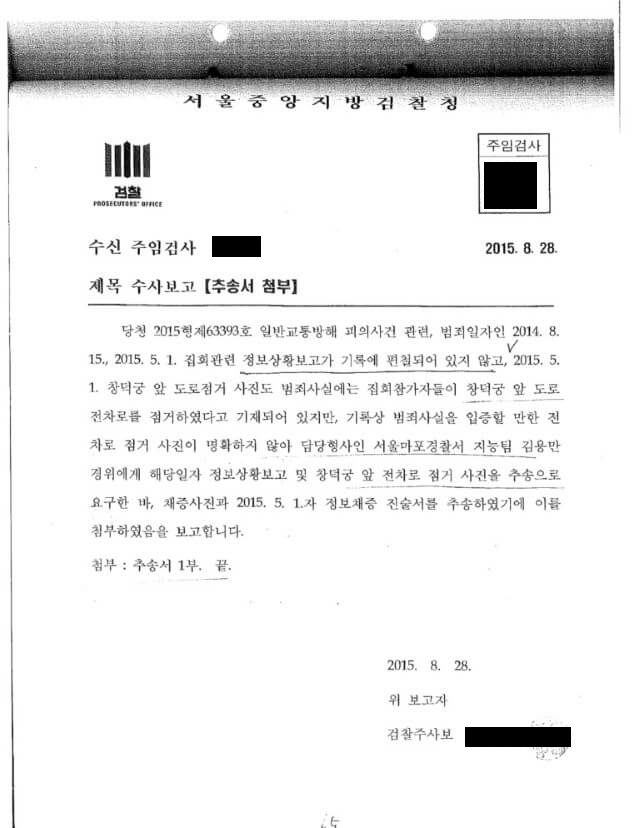 서울중앙지방검찰청
주임검사
검찰
PROSECUTORS' OFFICE
수신 주임검사
2015. 8. 28.
제목 수사보고 [추송서 첨부]
당청 2015형제63393호 일반교통방해 피의사건 관련, 범죄일자인 2014. 8.
15., 2015. 5. 1. 집회관련 정보상황보고가 기록에 편철되어 있지 않고, 2015. 5.
1. 창덕궁 앞 도로점거 사진도 범죄사실에는 집회참가자들이 창덕궁 앞 도로
전차로를 점거하였다고 기재되어 있지만, 기록상 범죄사실을 입증할 만한 전
차로 점거 사진이 명확하지 않아 담당형사인 서울마포경찰서 지능팀 김용만
경위에게 해당일자 정보상황보고 및 창덕궁 앞 전차로 점거 사진을 추송으로
요구한 바, 채증사진과 2015. 5. 1.자 정보채증 진술서를 추송하였기에 이를
첨부하였음을 보고합니다.
첨부 : 추송서 1부. 끝.
2015. 8. 28.
위 보고자
검찰주사보